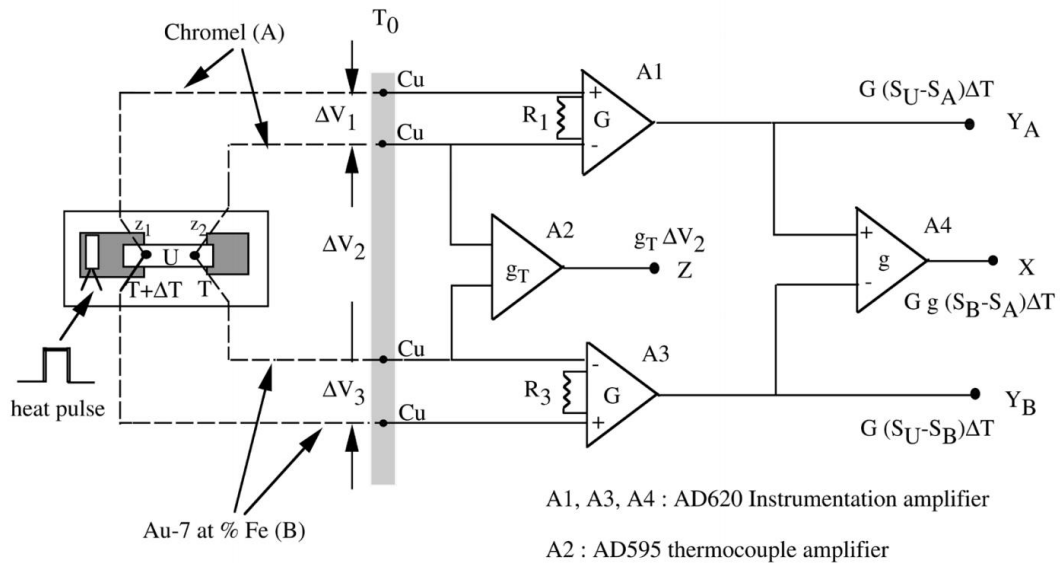 T0
Chromel (A)
Cu
A1
G (SU-SA)ΔT
ΔV1
R1
+
G
-
YA
Cu
z1
z2
U
T+ΔT
T
ΔV2
A2
gT
gT ΔV2
Z
+
A4
g
-
X
G g (SB-SA)ΔT
heat pulse
Cu
A3
ΔV3
R3
-
G
+
YB
Cu
G (SU-SB)ΔT
Au-7 at % Fe (B)
A1, A3, A4 : AD620 Instrumentation amplifier
A2 : AD595 thermocouple amplifier